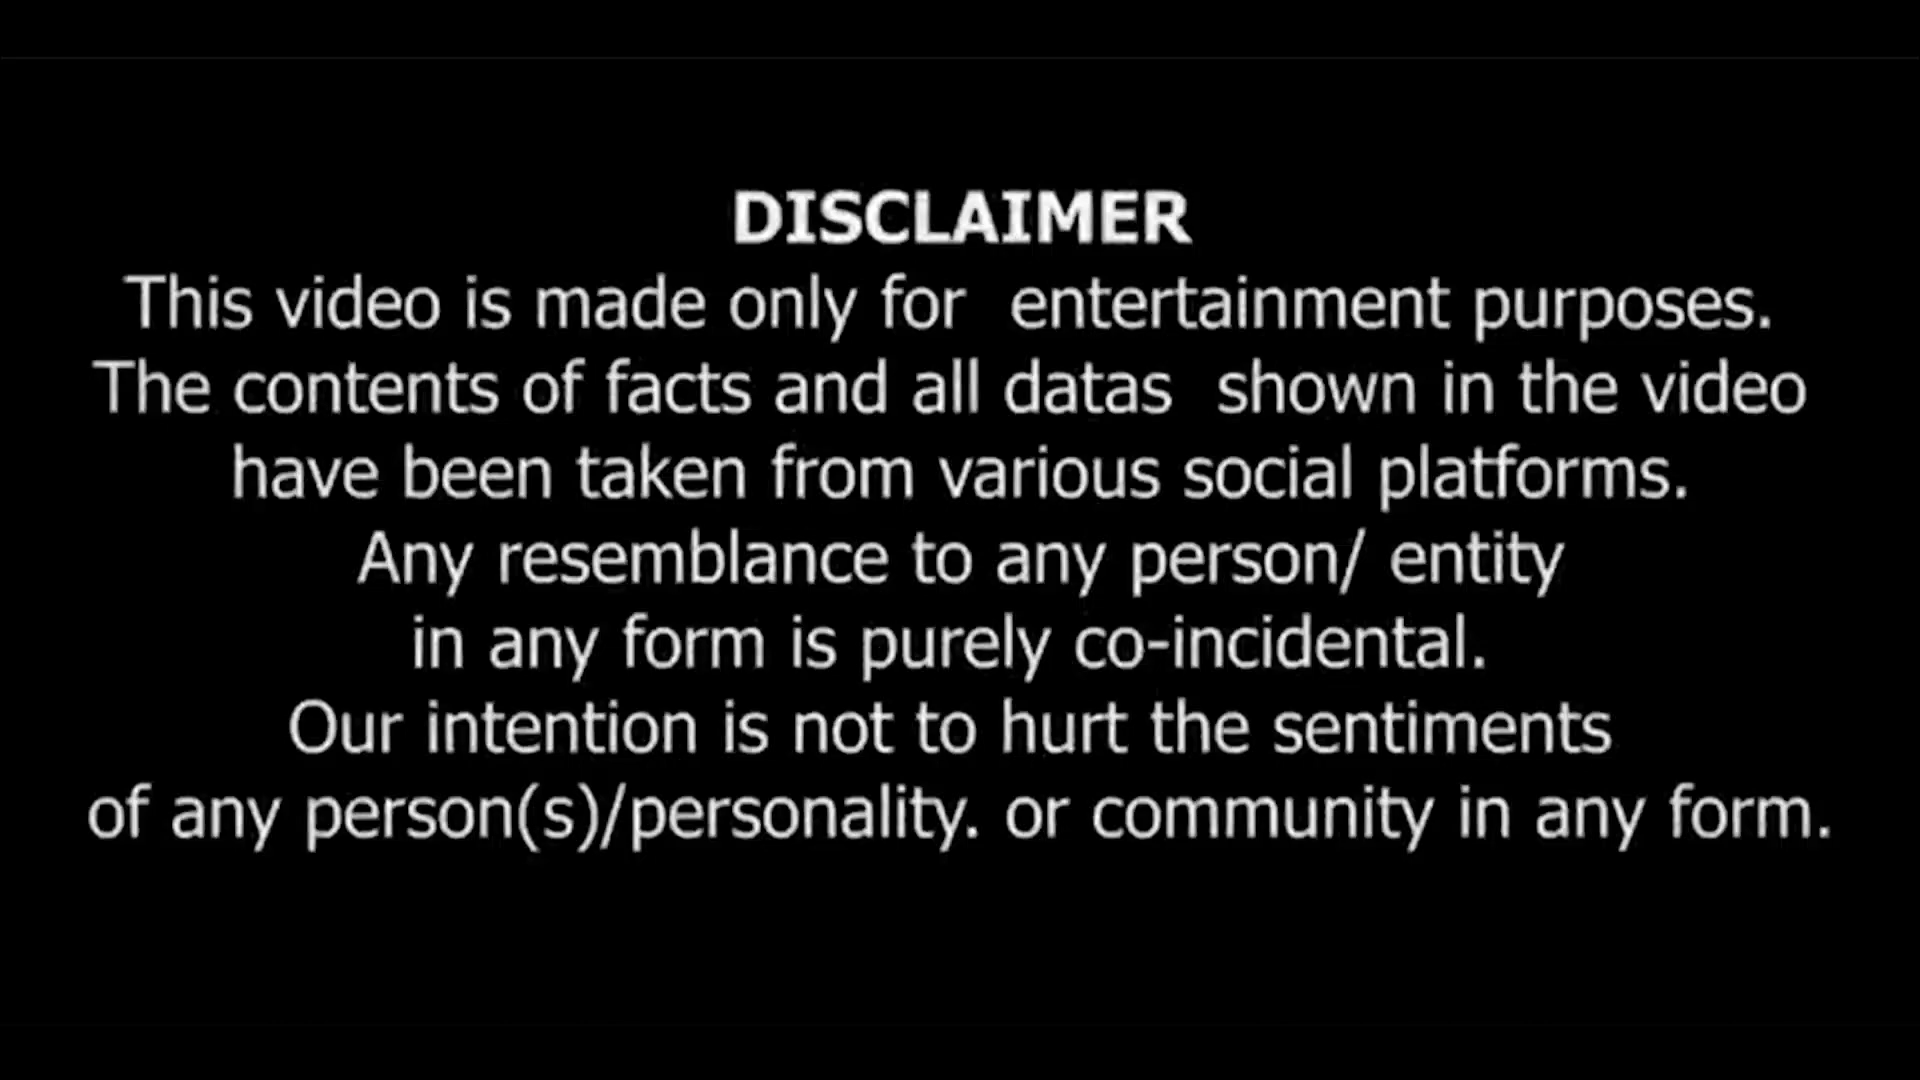 DISCLAIMER
This video is made only for entertainment purposes.
The contents of facts and all datas shown in the video
have been taken from various social platforms.
Any resemblance to any person/ entity
in any form is purely co-incidental.
Our intention is not to hurt the sentiments
of any person(s)/personality. or community in any form.